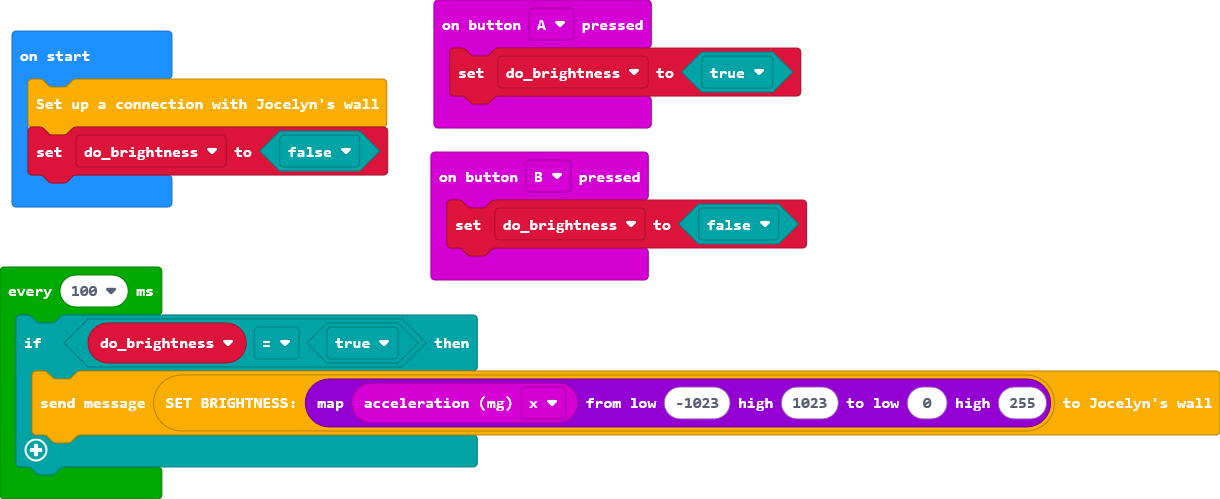 on start
Set up a connection with Jocelyn's wall
set do_brightness to false
on button A pressed
set do_brightness to true
on button B pressed
set do_brightness to false
every 100 ms
if do_brightness = true then
send message SET BRIGHTNESS: map acceleration (mg) x from low -1023 high 1023 to low 0 high 255 to Jocelyn's wall